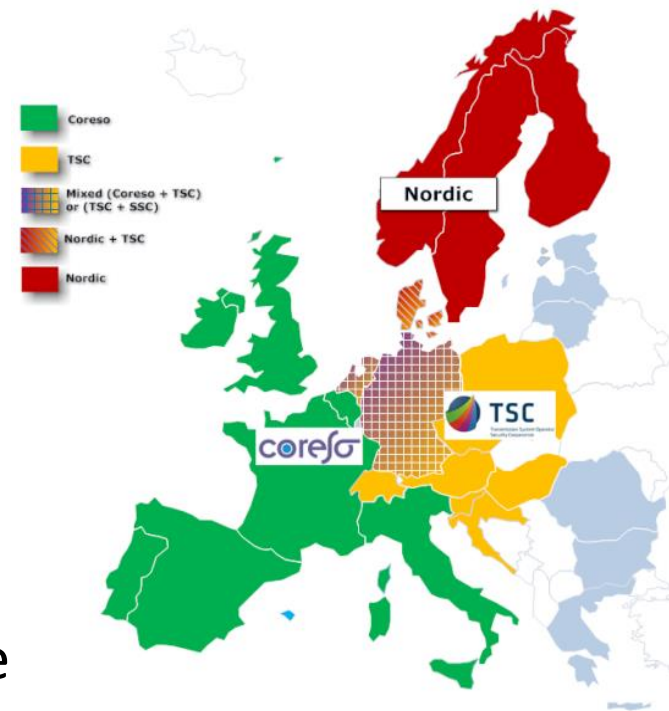 Coreso
TSC
Mixed (Coreso + TSC)
or (TSC + SSC)
Nordic + TSC
Nordic
Nordic
TSC
Transmission System Operator
Security Cooperation
coreso
e